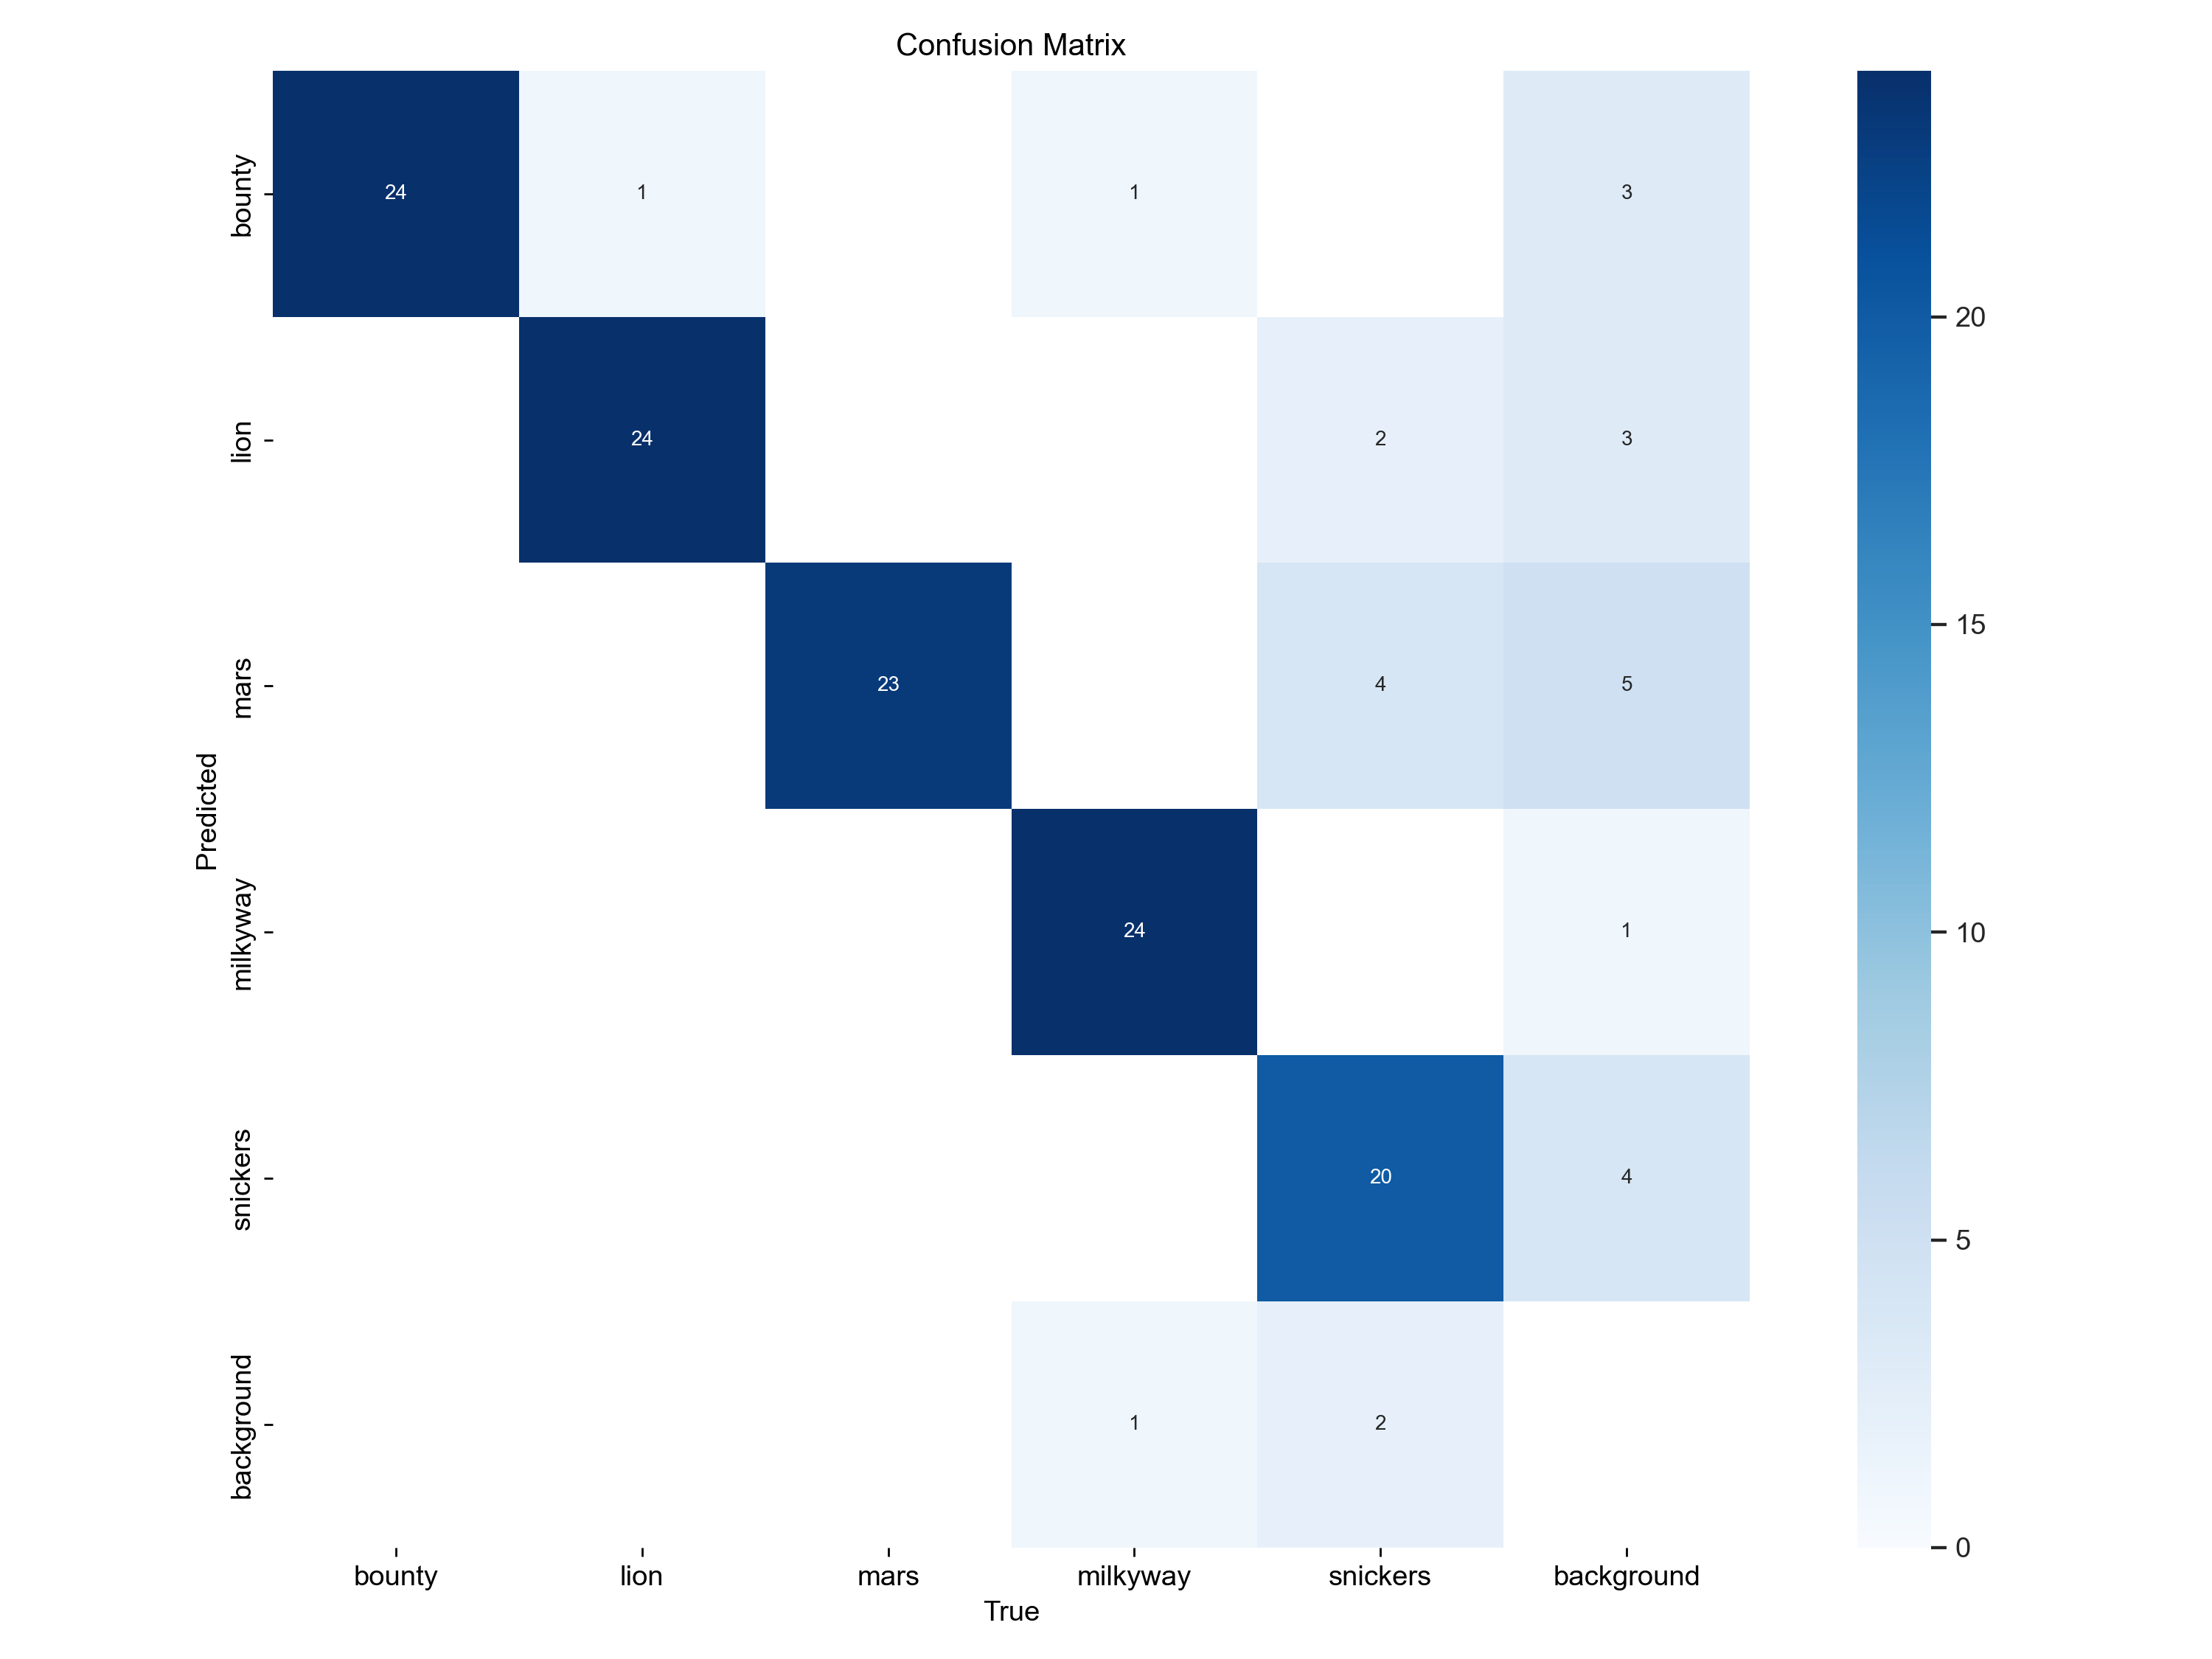 Confusion Matrix
bounty
24
1
1
3
lion
24
2
3
mars
23
4
5
milkyway
24
1
snickers
20
4
background
1
2
Predicted
bounty
lion
mars
milkyway
snickers
background
True
20
15
10
5
0